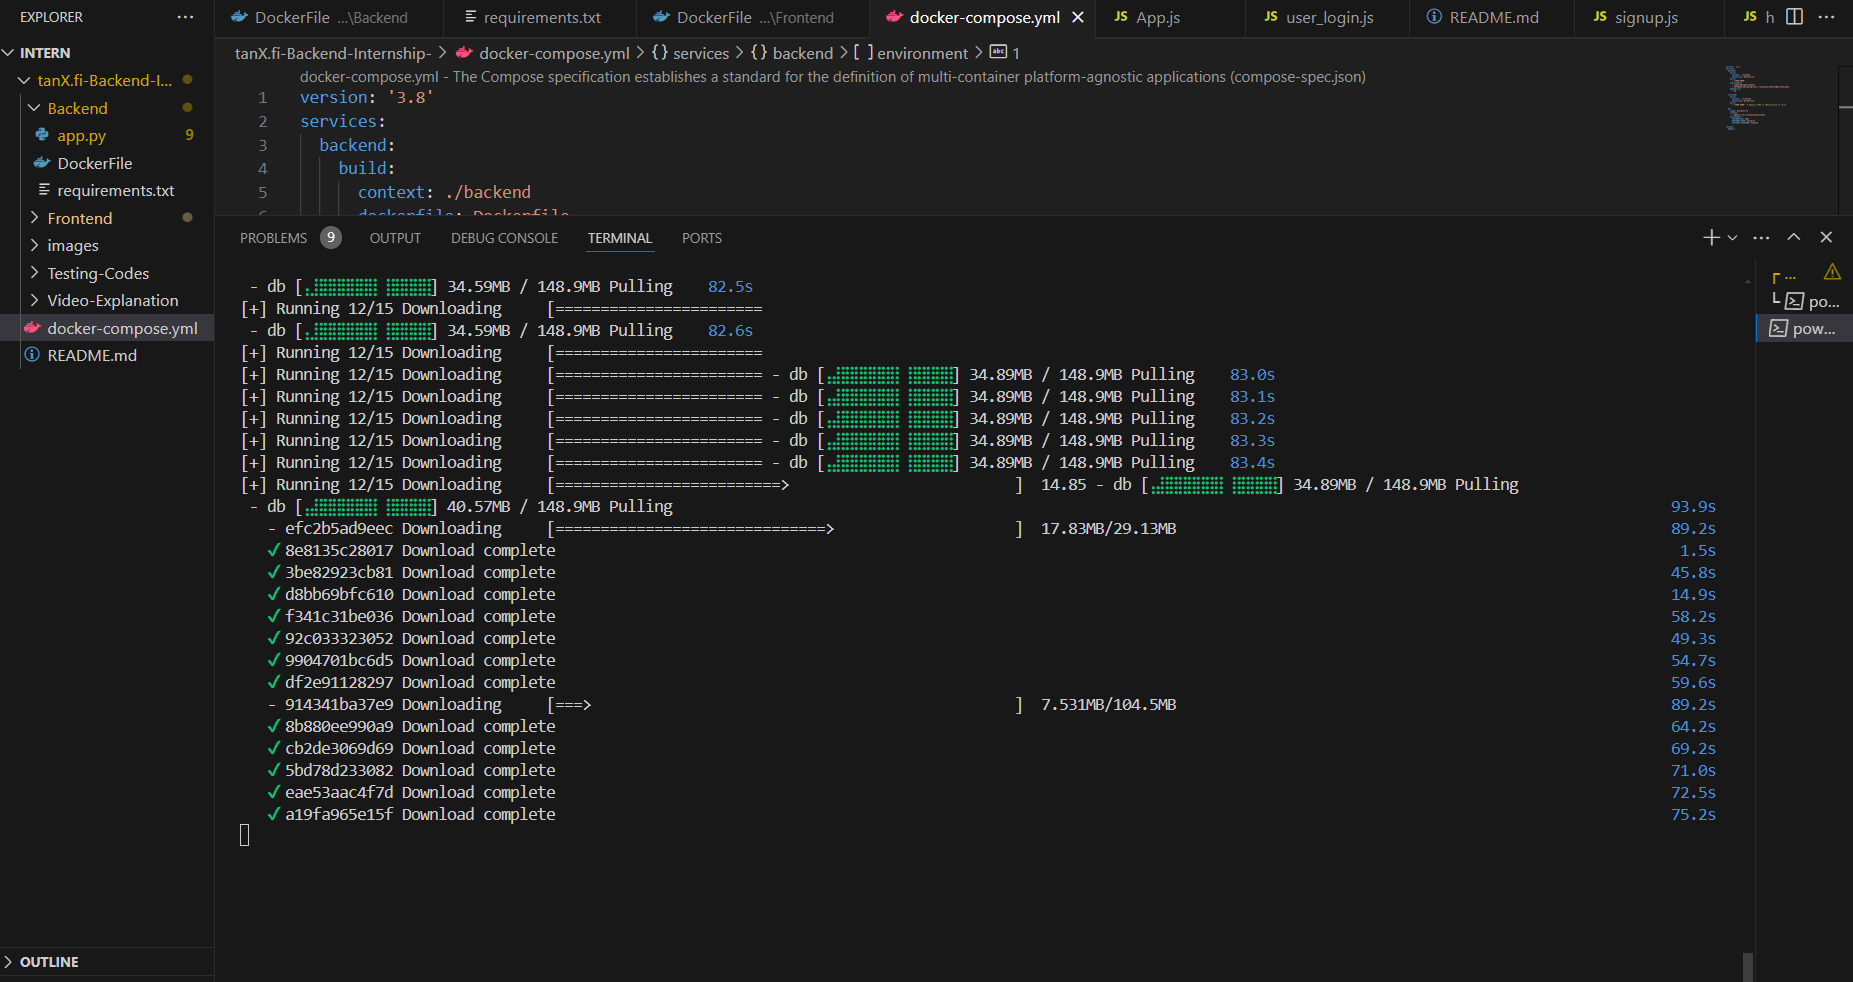 EXPLORER
INTERN
tanX.fi-Backend-I...
Backend
app.py 9
DockerFile
requirements.txt
Frontend
images
Testing-Codes
Video-Explanation
docker-compose.yml
README.md
OUTLINE
DockerFile ...\Backend
requirements.txt
DockerFile ...\Frontend
docker-compose.yml
JS App.js
JS user_login.js
README.md
JS signup.js
JS h
tanX.fi-Backend-Internship- > docker-compose.yml > {} services > {} backend > [ ] environment > abc 1
docker-compose.yml - The Compose specification establishes a standard for the definition of multi-container platform-agnostic applications (compose-spec.json)
1 version: '3.8'
2 services:
3 backend:
4 build:
5 context: ./backend
6 dockerfile: Dockerfile
PROBLEMS 9 OUTPUT DEBUG CONSOLE TERMINAL PORTS
- db [] 34.59MB / 148.9MB Pulling 82.5s
[+] Running 12/15 Downloading [=======================
- db [] 34.59MB / 148.9MB Pulling 82.6s
[+] Running 12/15 Downloading [=======================
[+] Running 12/15 Downloading [======================= - db [] 34.89MB / 148.9MB Pulling 83.0s
[+] Running 12/15 Downloading [======================= - db [] 34.89MB / 148.9MB Pulling 83.1s
[+] Running 12/15 Downloading [======================= - db [] 34.89MB / 148.9MB Pulling 83.2s
[+] Running 12/15 Downloading [======================= - db [] 34.89MB / 148.9MB Pulling 83.3s
[+] Running 12/15 Downloading [======================= - db [] 34.89MB / 148.9MB Pulling 83.4s
[+] Running 12/15 Downloading [=========================> ] 14.85 - db [] 34.89MB / 148.9MB Pulling
- db [] 40.57MB / 148.9MB Pulling 93.9s
- efc2b5ad9eec Downloading [==============================> ] 17.83MB/29.13MB 89.2s
✓ 8e8135c28017 Download complete 1.5s
✓ 3be82923cb81 Download complete 45.8s
✓ d8bb69bfc610 Download complete 14.9s
✓ f341c31be036 Download complete 58.2s
✓ 92c033323052 Download complete 49.3s
✓ 9904701bc6d5 Download complete 54.7s
✓ df2e91128297 Download complete 59.6s
- 914341ba37e9 Downloading [===> ] 7.531MB/104.5MB 89.2s
✓ 8b880ee990a9 Download complete 64.2s
✓ cb2de3069d69 Download complete 69.2s
✓ 5bd78d233082 Download complete 71.0s
✓ eae53aac4f7d Download complete 72.5s
✓ a19fa965e15f Download complete 75.2s
...
po...
pow...